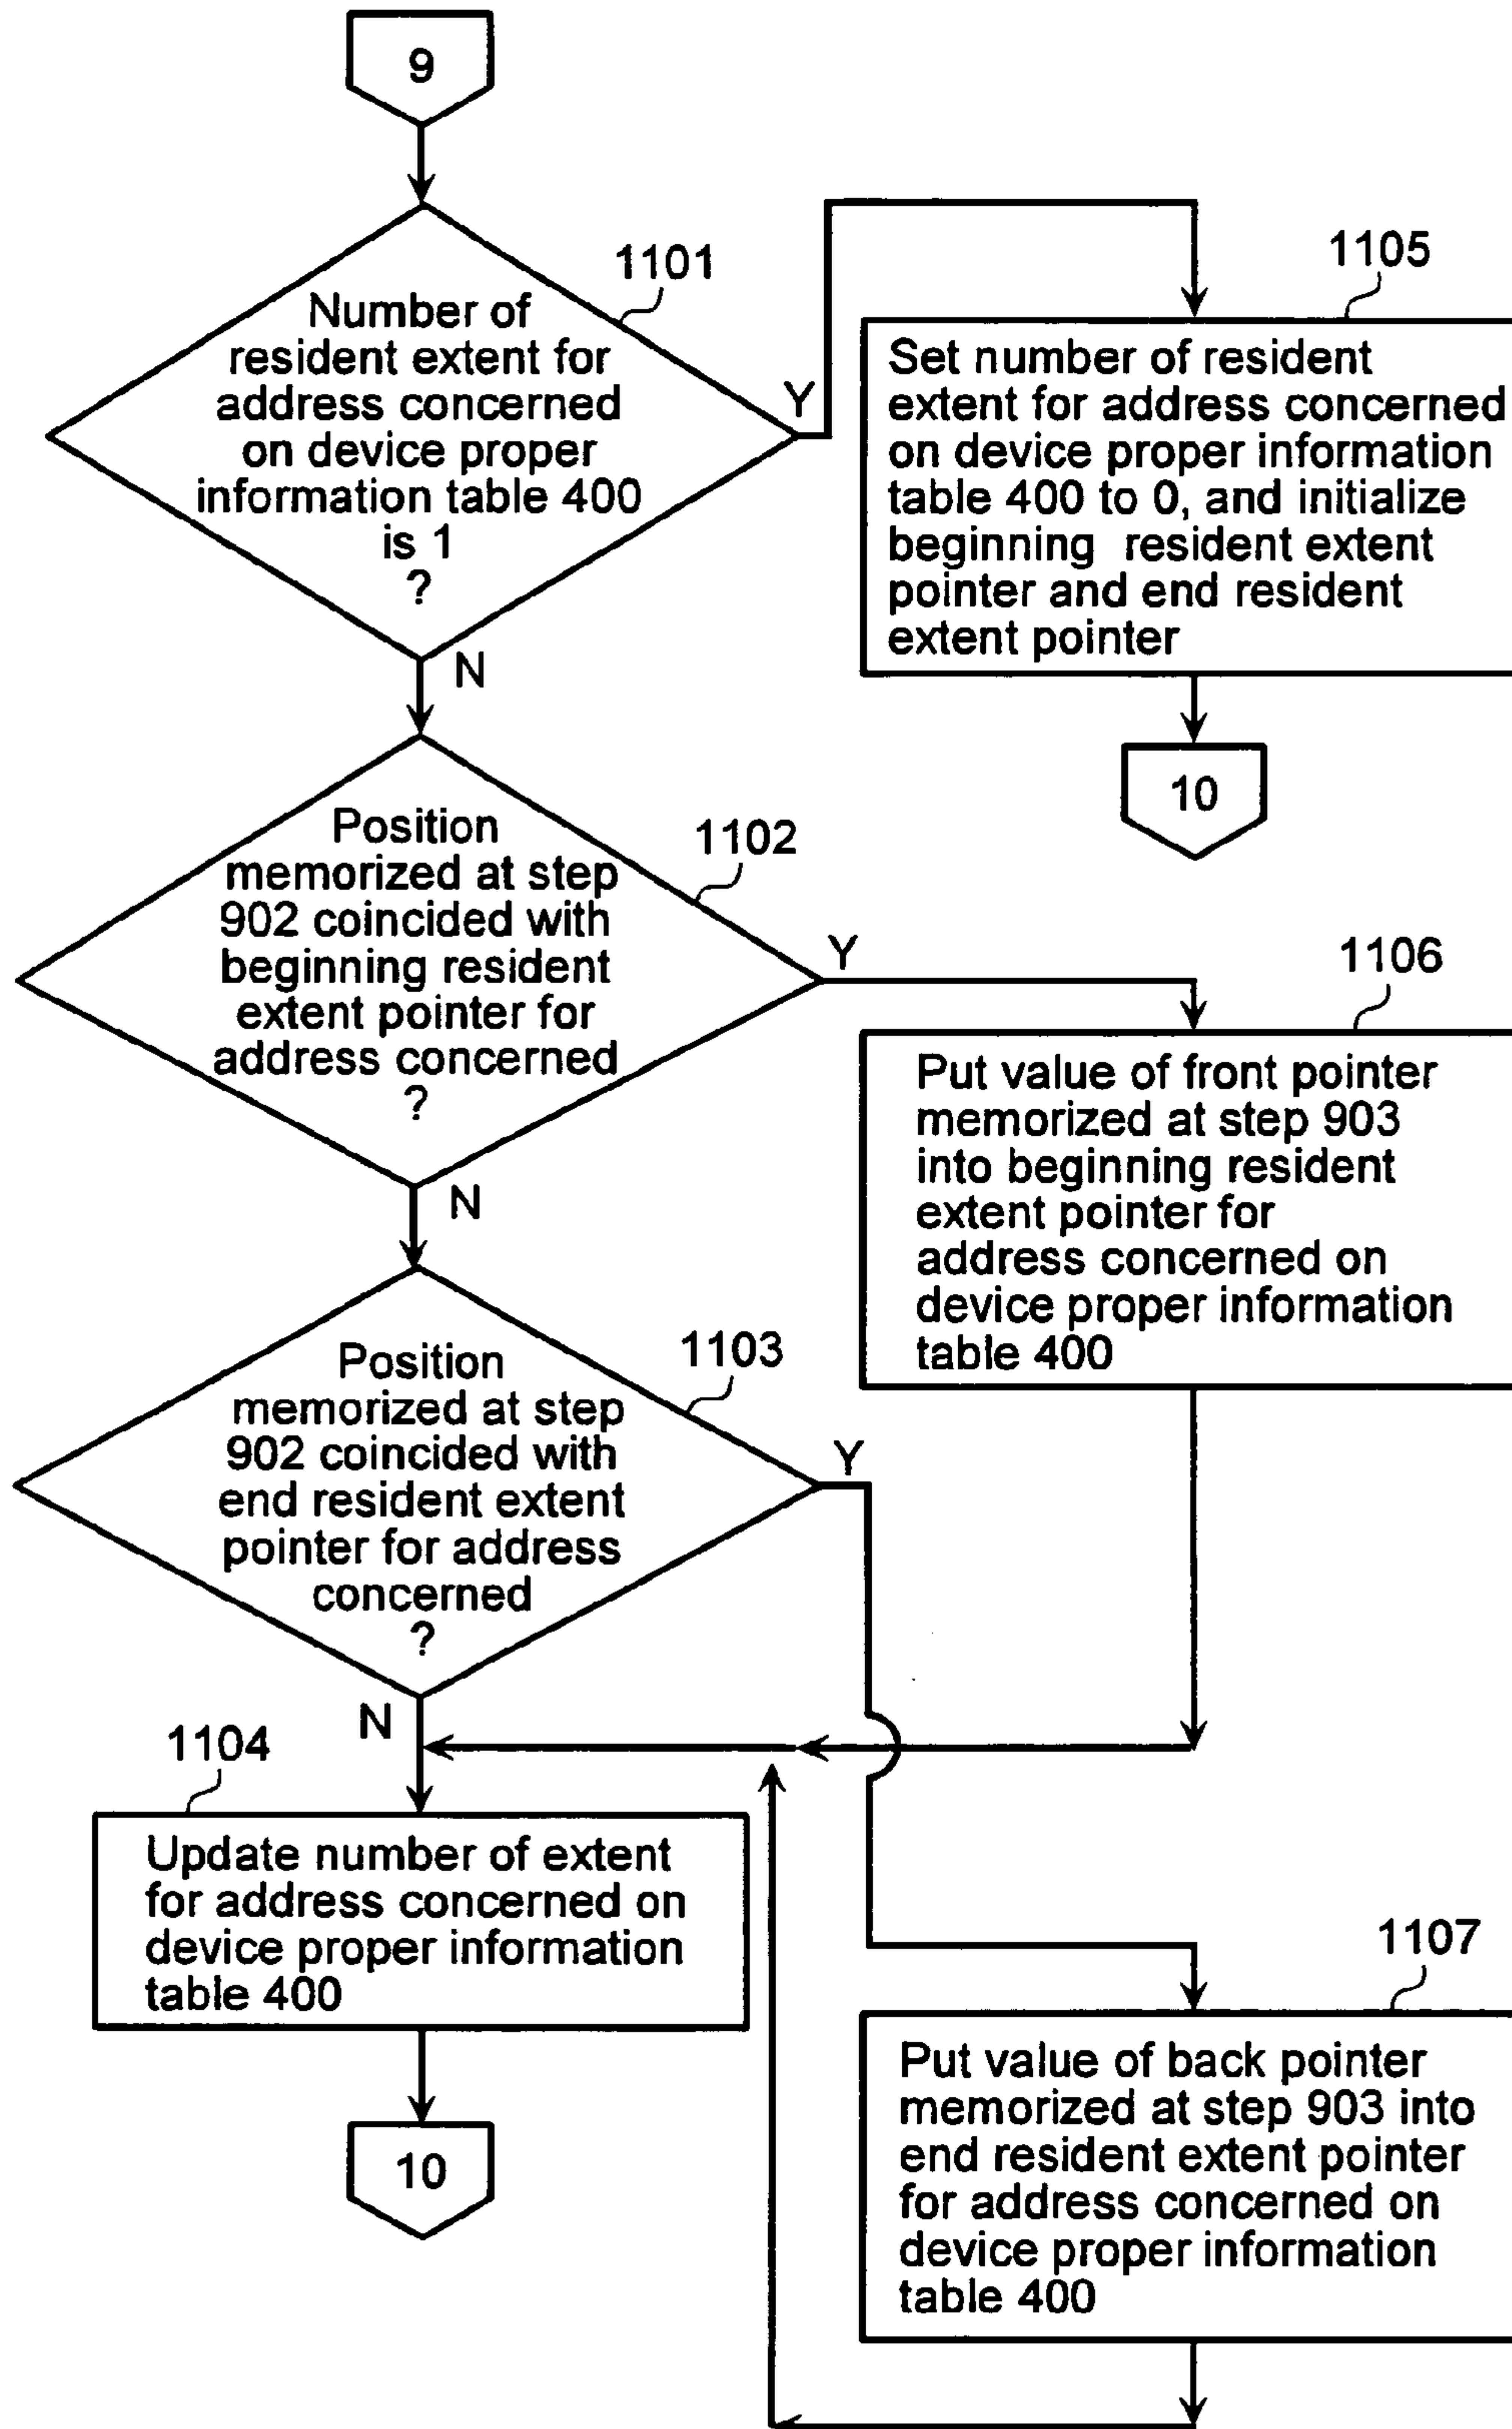 9
1101
Number of
resident extent for
address concerned
on device proper
information table 400
is 1
?
Y
N
1105
Set number of resident
extent for address concerned
on device proper information
table 400 to 0, and initialize
beginning resident extent
pointer and end resident
extent pointer
10
1102
Position
memorized at step
902 coincided with
beginning resident
extent pointer for
address concerned
?
Y
N
1106
Put value of front pointer
memorized at step 903
into beginning resident
extent pointer for
address concerned on
device proper information
table 400
1103
Position
memorized at step
902 coincided with
end resident extent
pointer for address
concerned
?
Y
N
1104
Update number of extent
for address concerned on
device proper information
table 400
10
1107
Put value of back pointer
memorized at step 903 into
end resident extent pointer
for address concerned on
device proper information
table 400